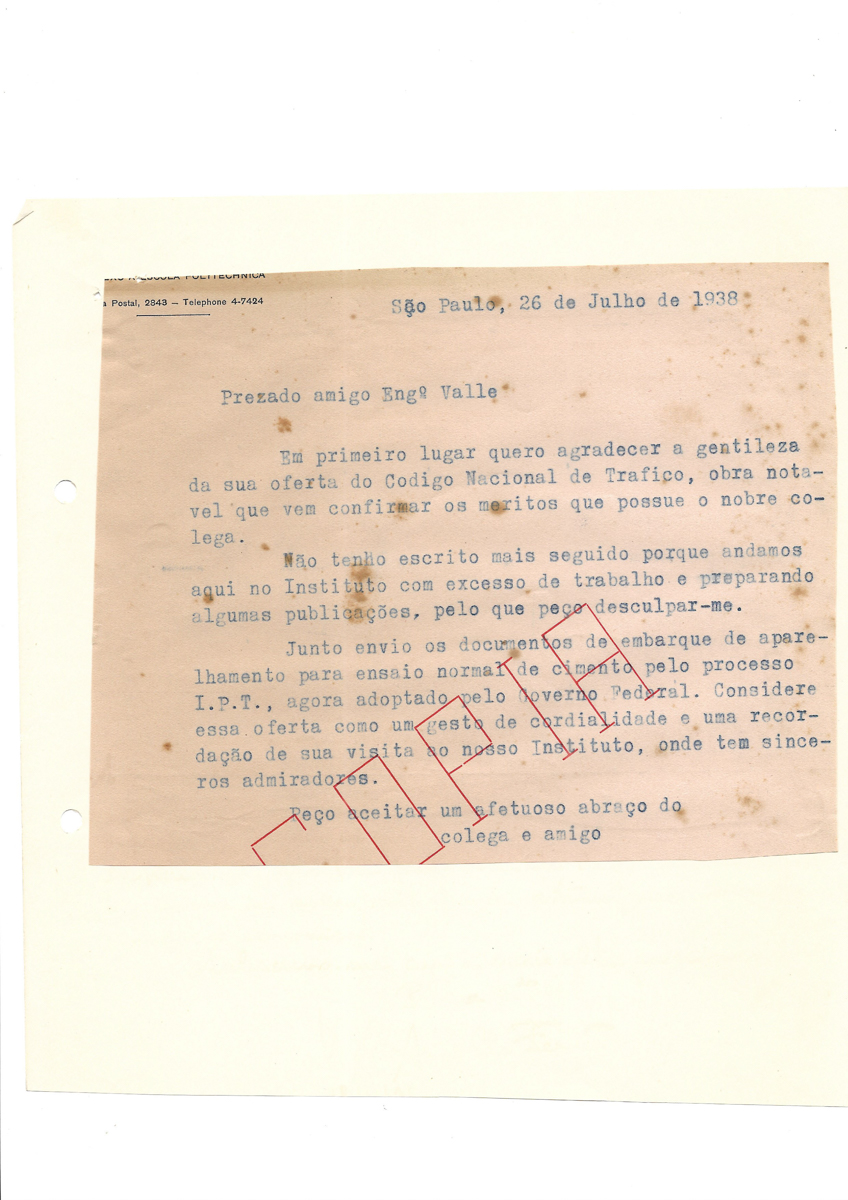 ESCOLA POLYTECHNICA
Postal, 2843 — Telephone 4-7424
São Paulo, 26 de Julho de 1938
Prezado amigo Engº Valle
Em primeiro lugar quero agradecer a gentileza
da sua oferta do Codigo Nacional de Trafico, obra nota-
vel que vem confirmar os meritos que possue o nobre co-
lega.
Não tenho escrito mais seguido porque andamos
aqui no Instituto com excesso de trabalho e preparando
algumas publicações, pelo que peço desculpar-me.
Junto envio os documentos de embarque de apare-
lhamento para ensaio normal de cimento pelo processo
I.P.T., agora adoptado pelo Governo Federal. Considere
essa oferta como um gesto de cordialidade e uma recor-
dação de sua visita ao nosso Instituto, onde tem since-
ros admiradores.
Peço aceitar um afetuoso abraço do
colega e amigo
COPIA